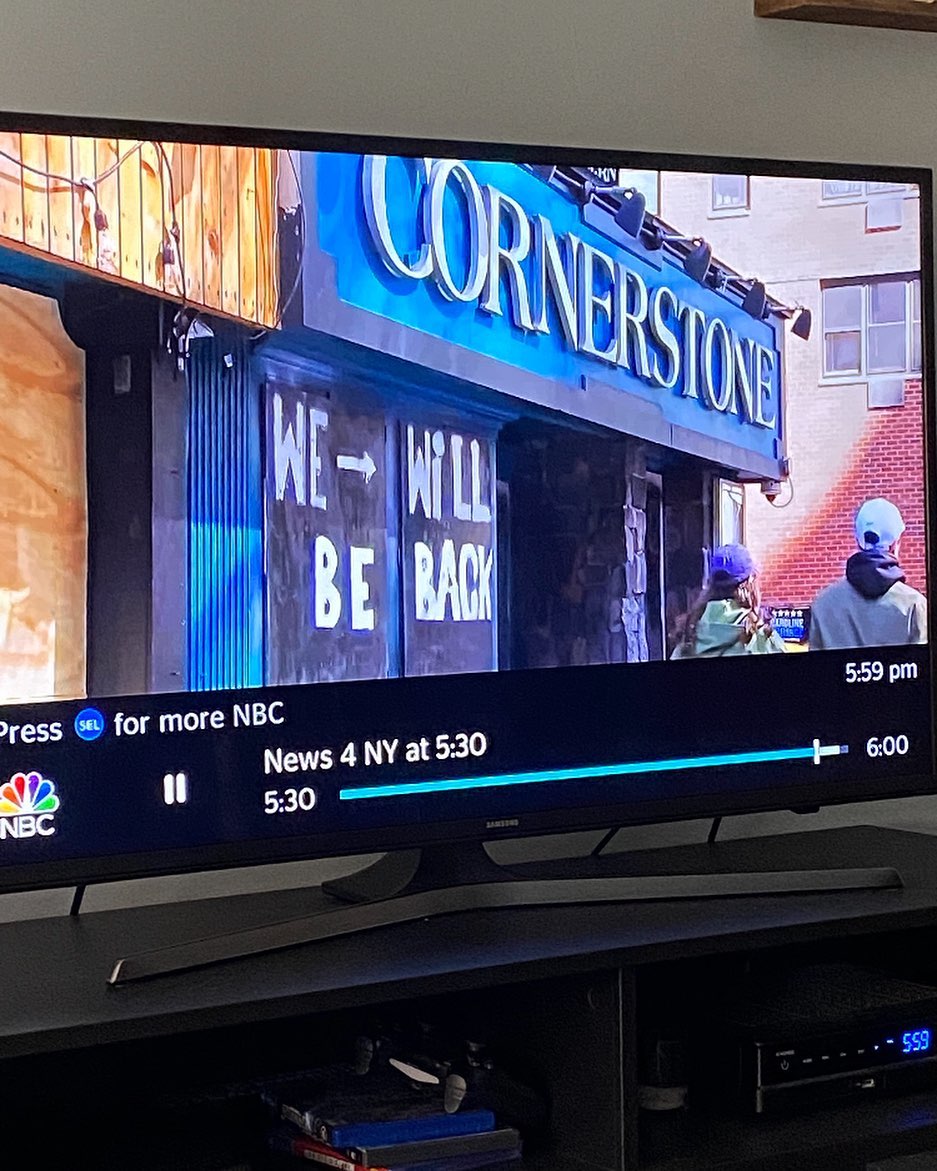 CORNERSTONE
WE → WiLL
BE BACK
5:59 pm
Press SEL for more NBC
News 4 NY at 5:30
5:30
6:00
NBC
SAMSUNG
5:59